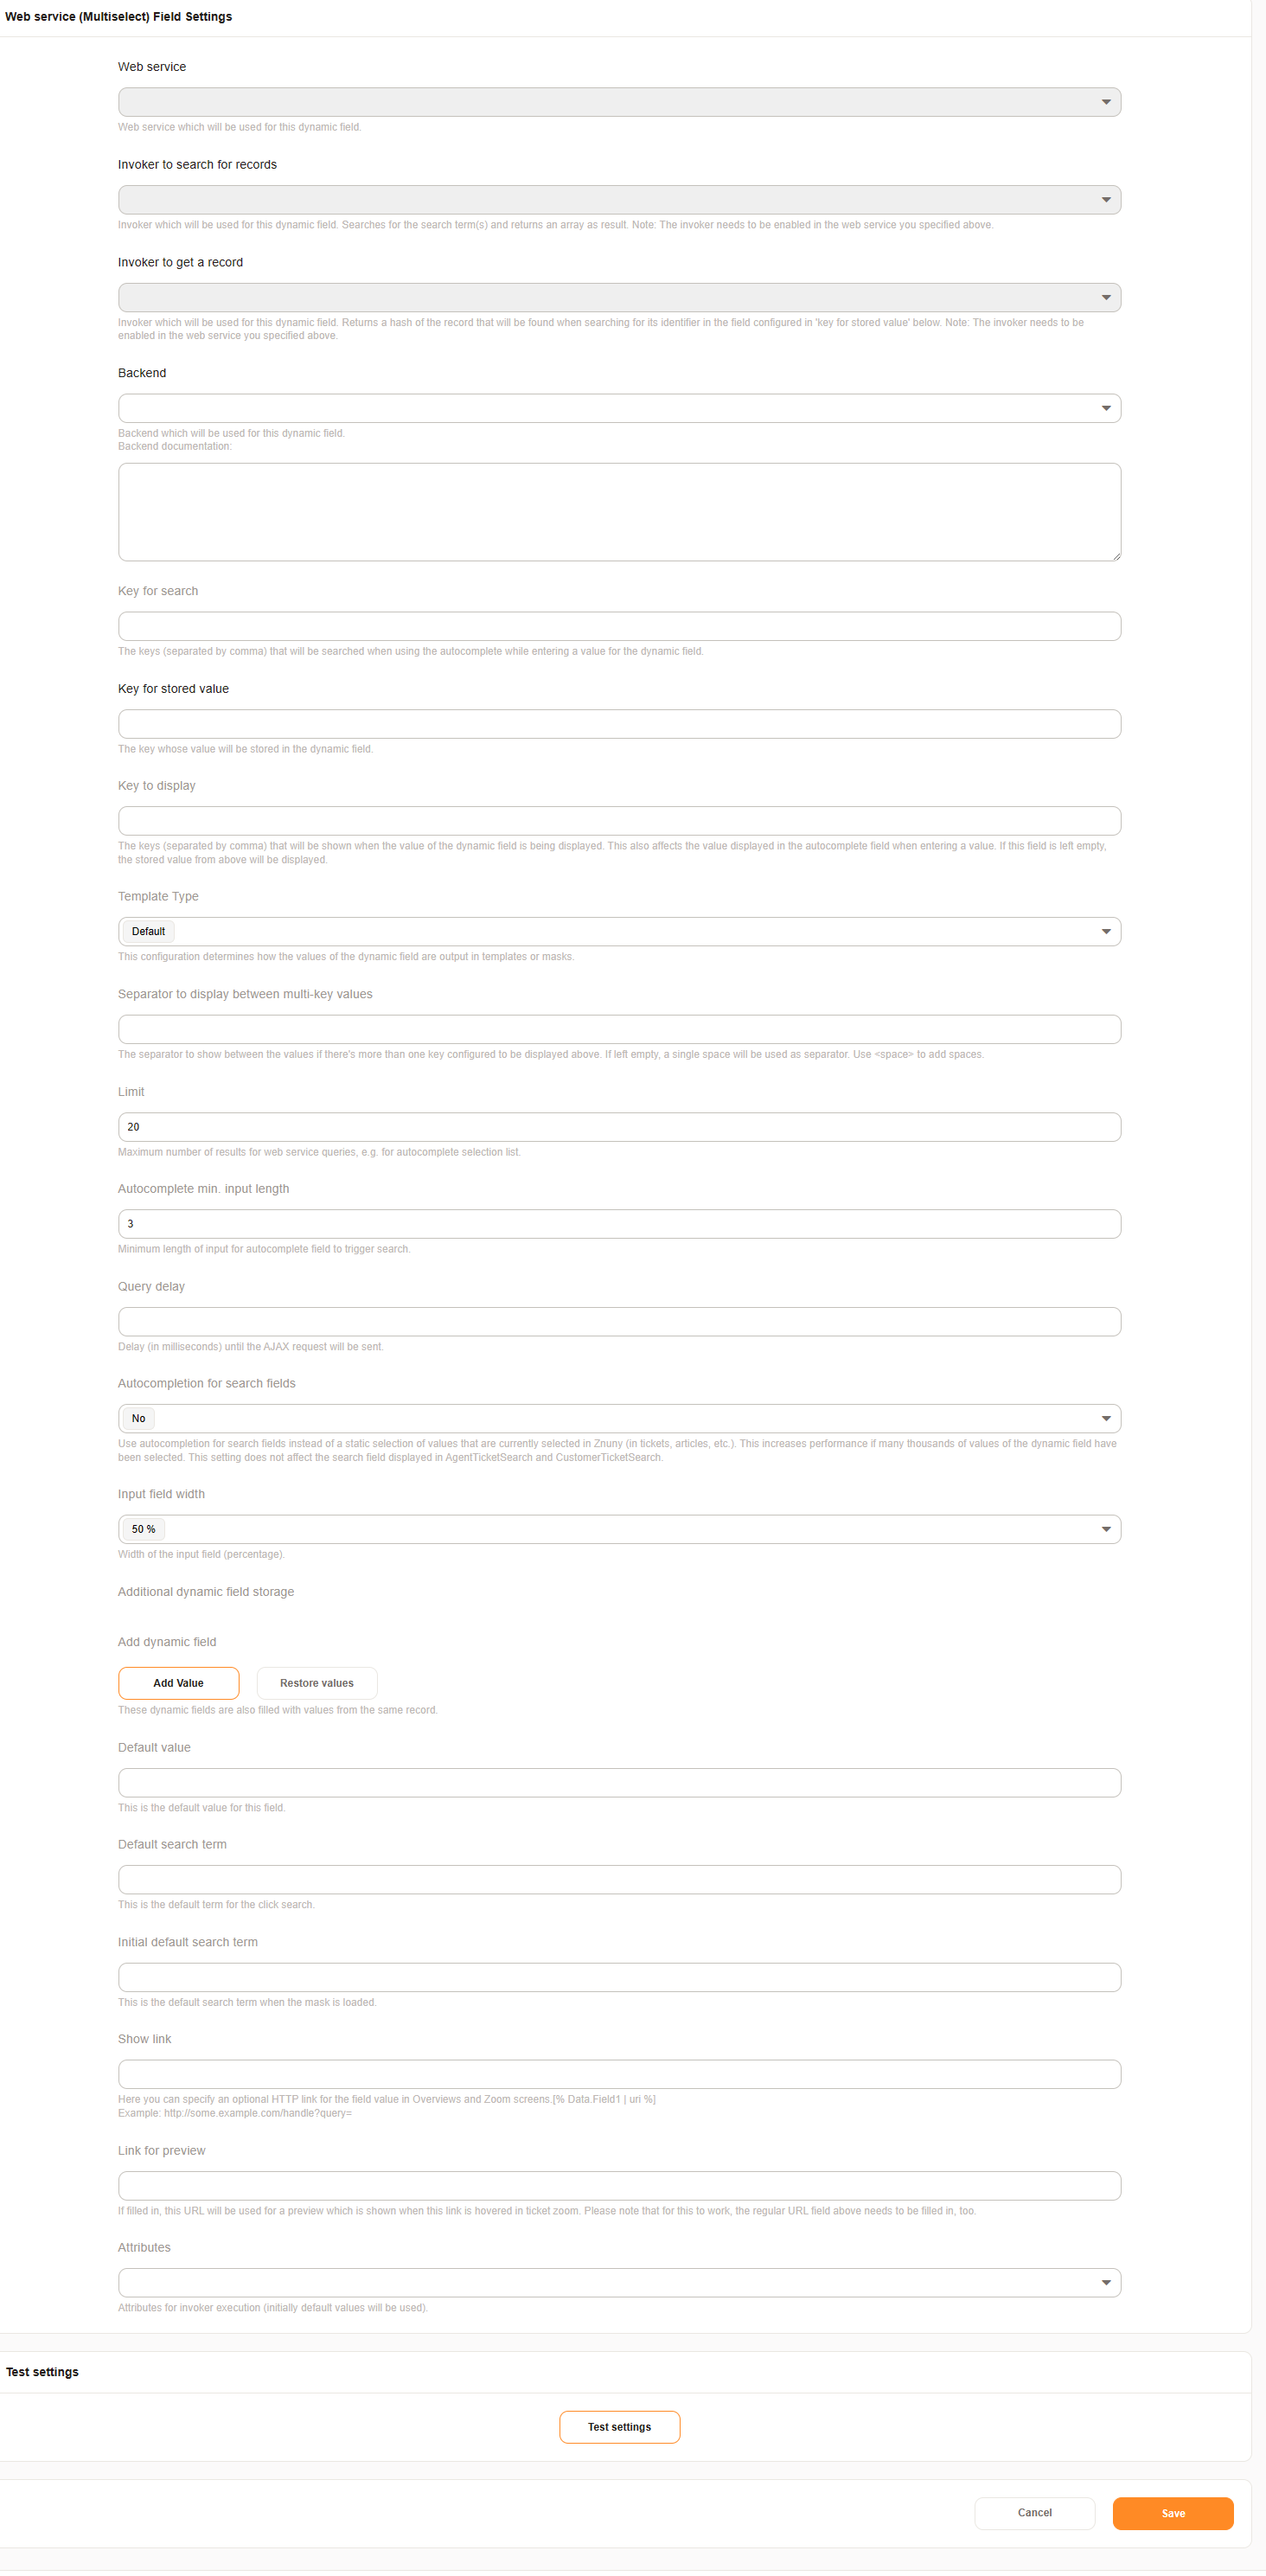 Web service (Multiselect) Field Settings
Web service
Web service which will be used for this dynamic field.
Invoker to search for records
Invoker which will be used for this dynamic field. Searches for the search term(s) and returns an array as result. Note: The invoker needs to be enabled in the web service you specified above.
Invoker to get a record
Invoker which will be used for this dynamic field. Returns a hash of the record that will be found when searching for its identifier in the field configured in 'key for stored value' below. Note: The invoker needs to be
enabled in the web service you specified above.
Backend
Backend which will be used for this dynamic field.
Backend documentation:
Key for search
The keys (separated by comma) that will be searched when using the autocomplete while entering a value for the dynamic field.
Key for stored value
The key whose value will be stored in the dynamic field.
Key to display
The keys (separated by comma) that will be shown when the value of the dynamic field is being displayed. This also affects the value displayed in the autocomplete field when entering a value. If this field is left empty,
the stored value from above will be displayed.
Template Type
Default
This configuration determines how the values of the dynamic field are output in templates or masks.
Separator to display between multi-key values
The separator to show between the values if there's more than one key configured to be displayed above. If left empty, a single space will be used as separator. Use <space> to add spaces.
Limit
20
Maximum number of results for web service queries, e.g. for autocomplete selection list.
Autocomplete min. input length
3
Minimum length of input for autocomplete field to trigger search.
Query delay
Delay (in milliseconds) until the AJAX request will be sent.
Autocompletion for search fields
No
Use autocompletion for search fields instead of a static selection of values that are currently selected in Znuny (in tickets, articles, etc.). This increases performance if many thousands of values of the dynamic field have
been selected. This setting does not affect the search field displayed in AgentTicketSearch and CustomerTicketSearch.
Input field width
50 %
Width of the input field (percentage).
Additional dynamic field storage
Add dynamic field
Add Value Restore values
These dynamic fields are also filled with values from the same record.
Default value
This is the default value for this field.
Default search term
This is the default term for the click search.
Initial default search term
This is the default search term when the mask is loaded.
Show link
Here you can specify an optional HTTP link for the field value in Overviews and Zoom screens.[% Data.Field1 | uri %]
Example: http://some.example.com/handle?query=
Link for preview
If filled in, this URL will be used for a preview which is shown when this link is hovered in ticket zoom. Please note that for this to work, the regular URL field above needs to be filled in, too.
Attributes
Attributes for invoker execution (initially default values will be used).
Test settings
Test settings
Cancel Save